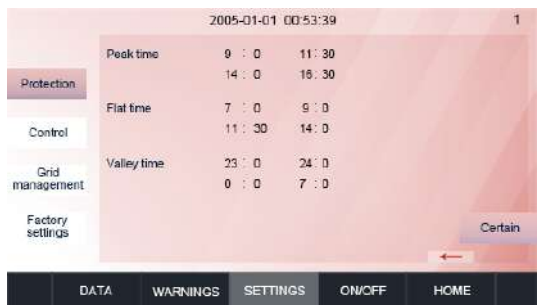 2005-01-01 00:53:39 1
Peak time 9 : 0 11 : 30
14 : 0 16 : 30
Protection
Flat time 7 : 0 9 : 0
11 : 30 14 : 0
Control
Valley time 23 : 0 24 : 0
0 : 0 7 : 0
Grid
management
Factory
settings
Certain
DATA WARNINGS SETTINGS ON/OFF HOME